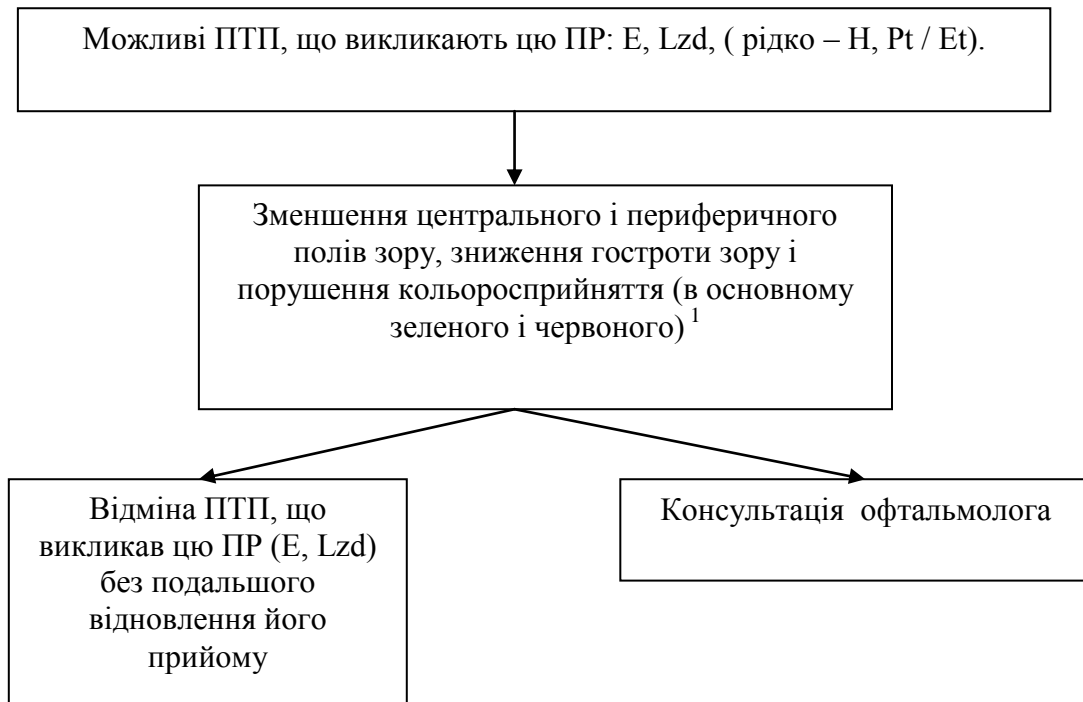 Можливі ПТП, що викликають цю ПР: E, Lzd, ( рідко – H, Pt / Et).
Зменшення центрального і периферичного
полів зору, зниження гостроти зору і
порушення кольоросприйняття (в основному
зеленого і червоного) 1
Відміна ПТП, що
викликав цю ПР (E, Lzd)
без подальшого
відновлення його
прийому
Консультація офтальмолога